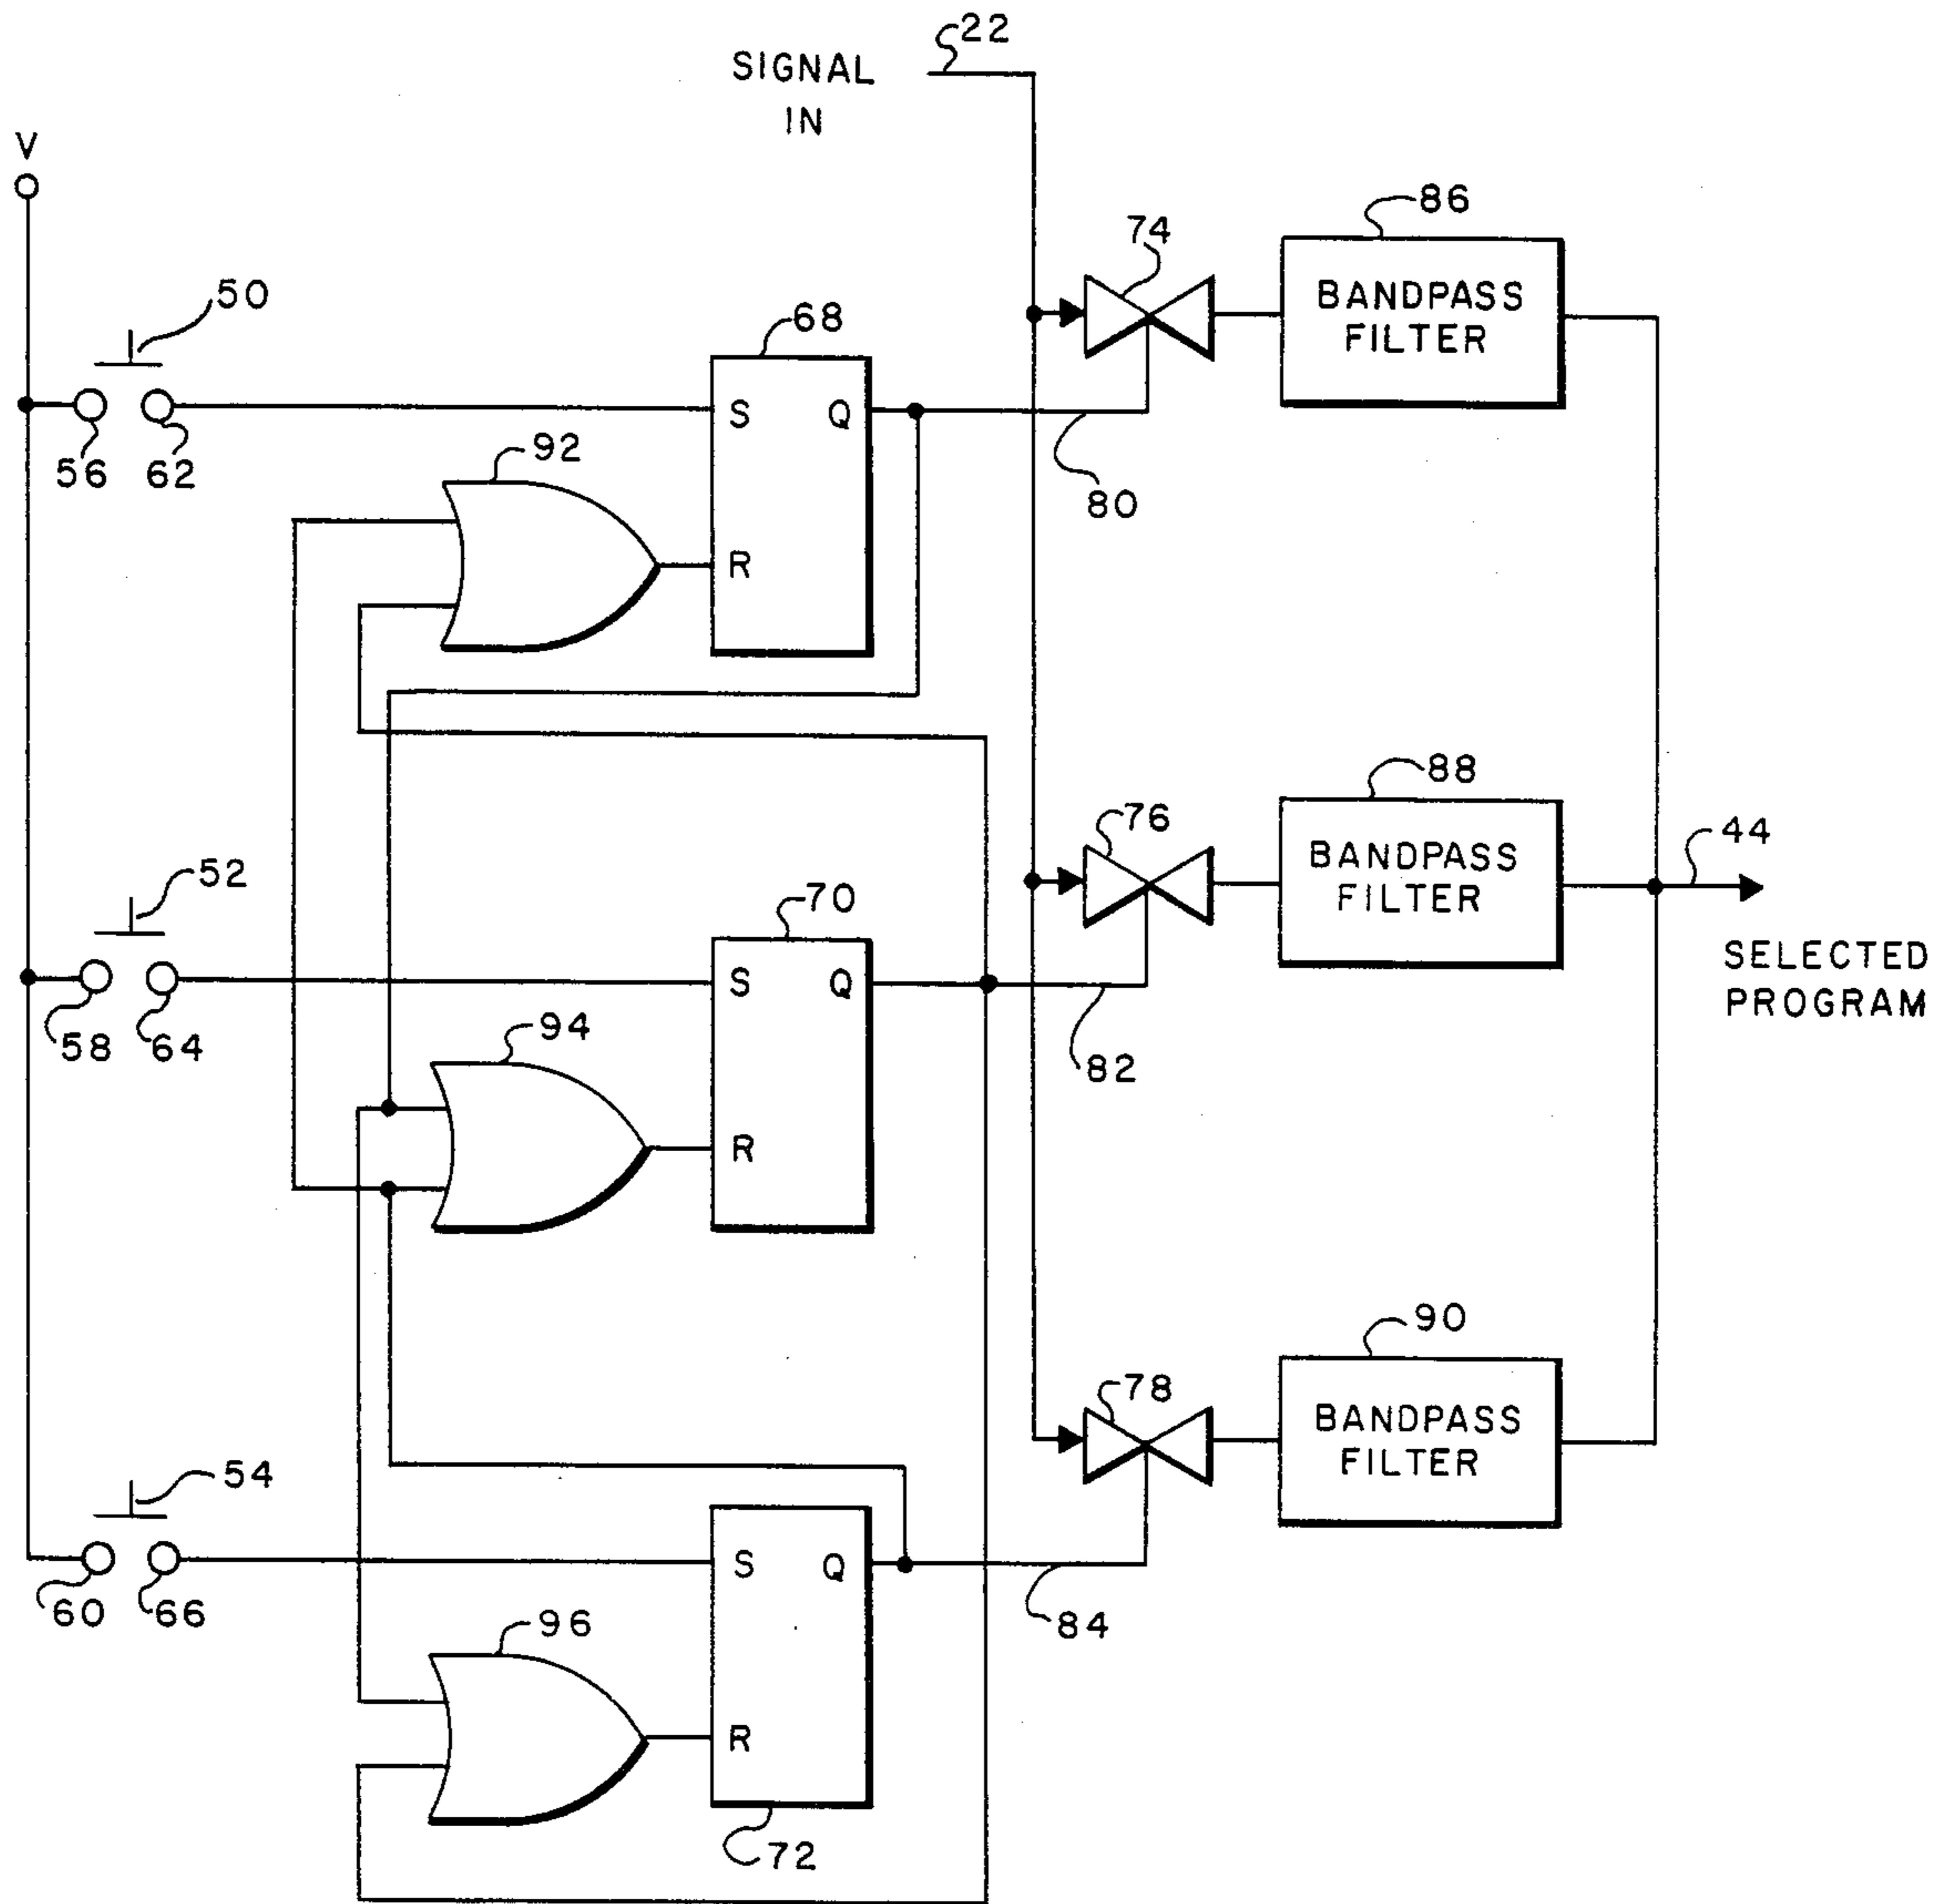 22
SIGNAL
IN
V
86
74
BANDPASS
FILTER
50
68
S
Q
56
62
92
80
R
88
76
BANDPASS
FILTER
44
52
70
SELECTED
PROGRAM
S
Q
58
64
94
82
R
90
78
BANDPASS
FILTER
54
S
Q
60
66
96
84
R
72